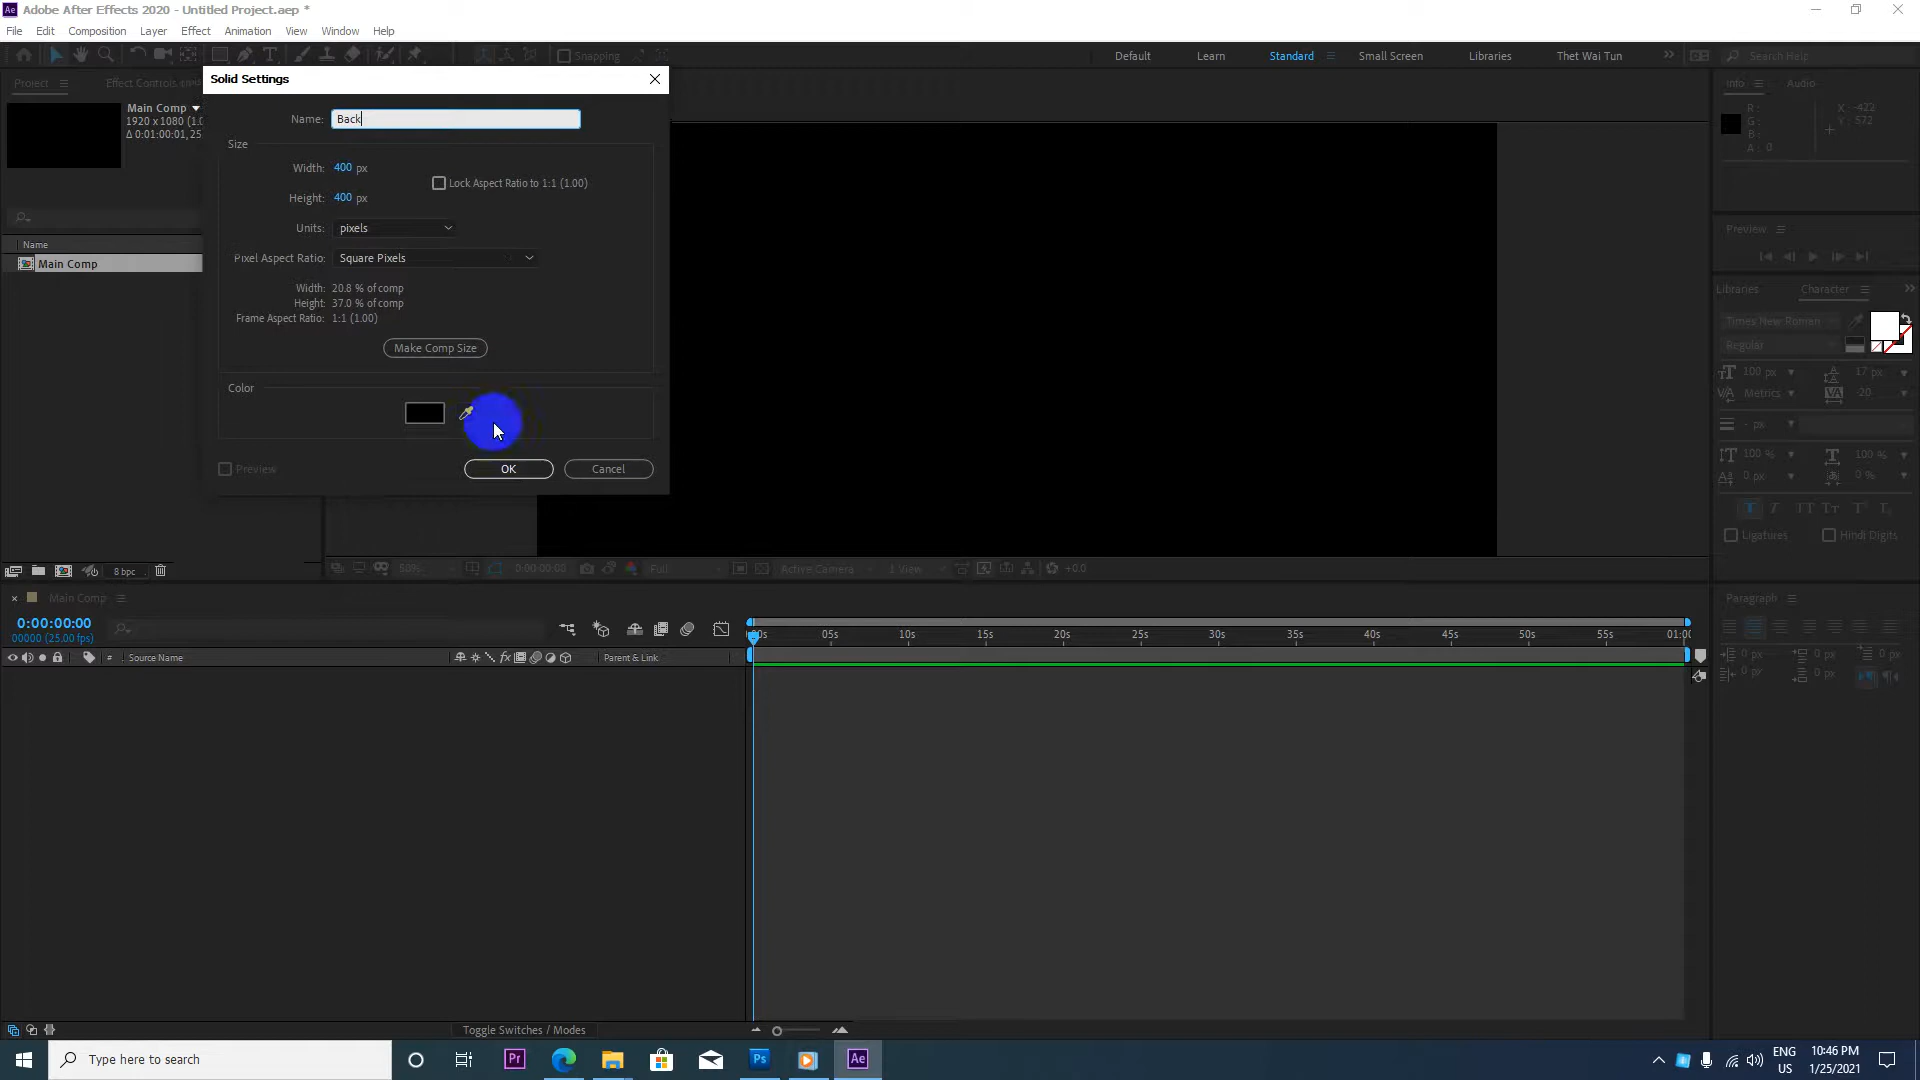 Adobe After Effects 2020 - Untitled Project.aep *
File Edit Composition Layer Effect Animation View Window Help
Snapping
Default Learn Standard Small Screen Libraries Thet Wai Tun
Search Help
Project Effect Controls
Main Comp
1920 x 1080 (1.0
Δ 0:01:00:01, 25
Name
Main Comp
8 bpc
Solid Settings
Name: Back
Size
Width: 400 px
Lock Aspect Ratio to 1:1 (1.00)
Height: 400 px
Units: pixels
Pixel Aspect Ratio: Square Pixels
Width: 20.8 % of comp
Height: 37.0 % of comp
Frame Aspect Ratio: 1:1 (1.00)
Make Comp Size
Color
Preview
OK
Cancel
50% 0:00:00:00 Full Active Camera 1 View +0.0
Info Audio
R: X: -422
G: Y: 572
B:
A: 0
Preview
Libraries Character
Times New Roman
Regular
100 px 17 px
Metrics -20
- px
100 % 100 %
0 px 0 %
Ligatures Hindi Digits
Paragraph
0 px 0 px 0 px
0 px 0 px
Main Comp
0:00:00:00
00000 (25.00 fps)
# Source Name
Parent & Link
00s 05s 10s 15s 20s 25s 30s 35s 40s 45s 50s 55s 01:00
Toggle Switches / Modes
Type here to search
Pr
Ps
Ae
ENG
US
10:46 PM
1/25/2021